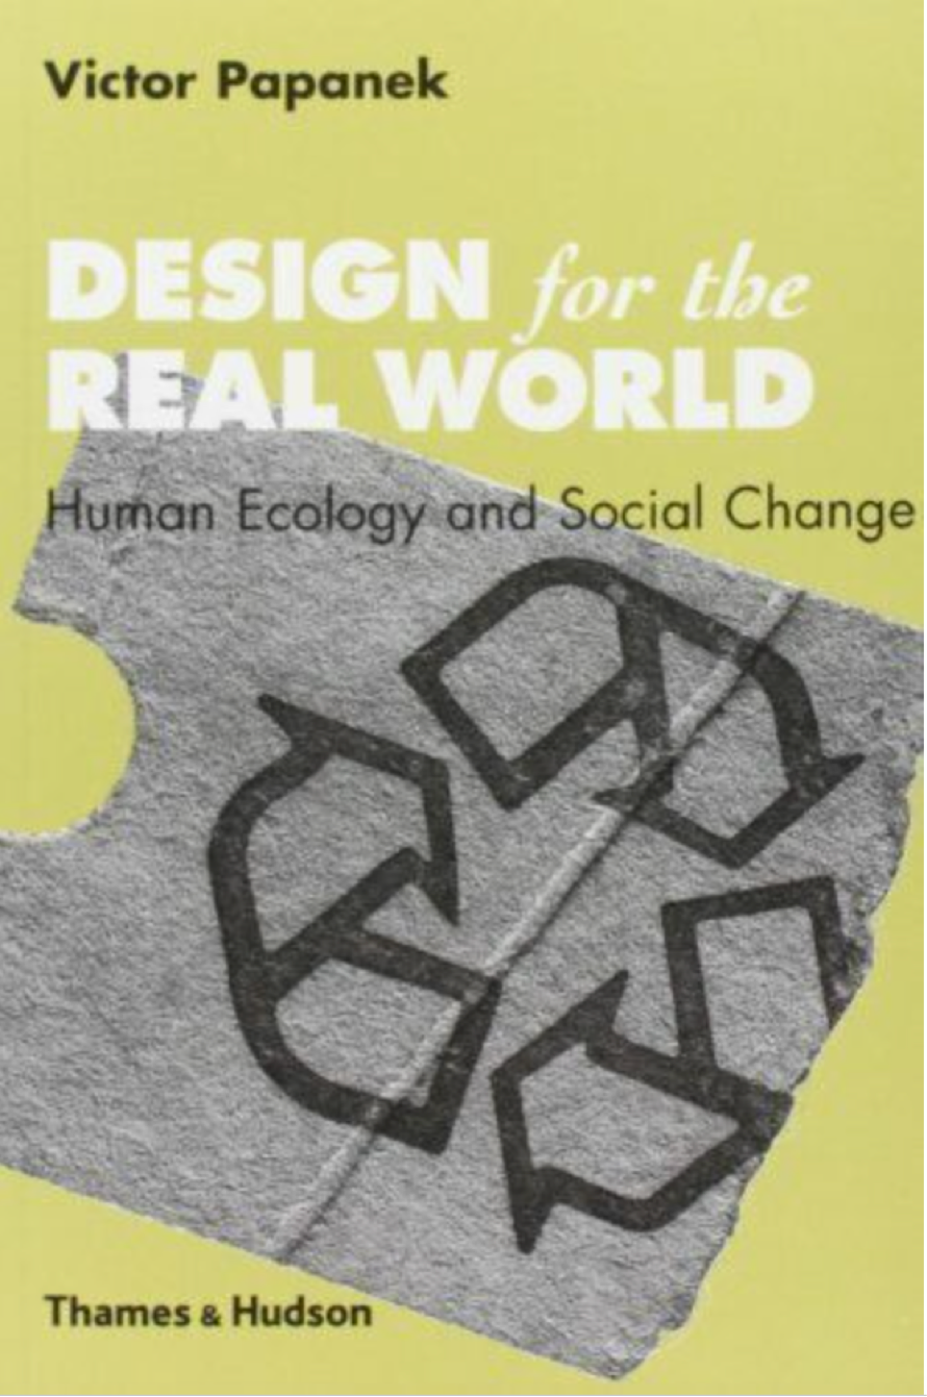 Victor Papanek
DESIGN for the
REAL WORLD
Human Ecology and Social Change
Thames & Hudson